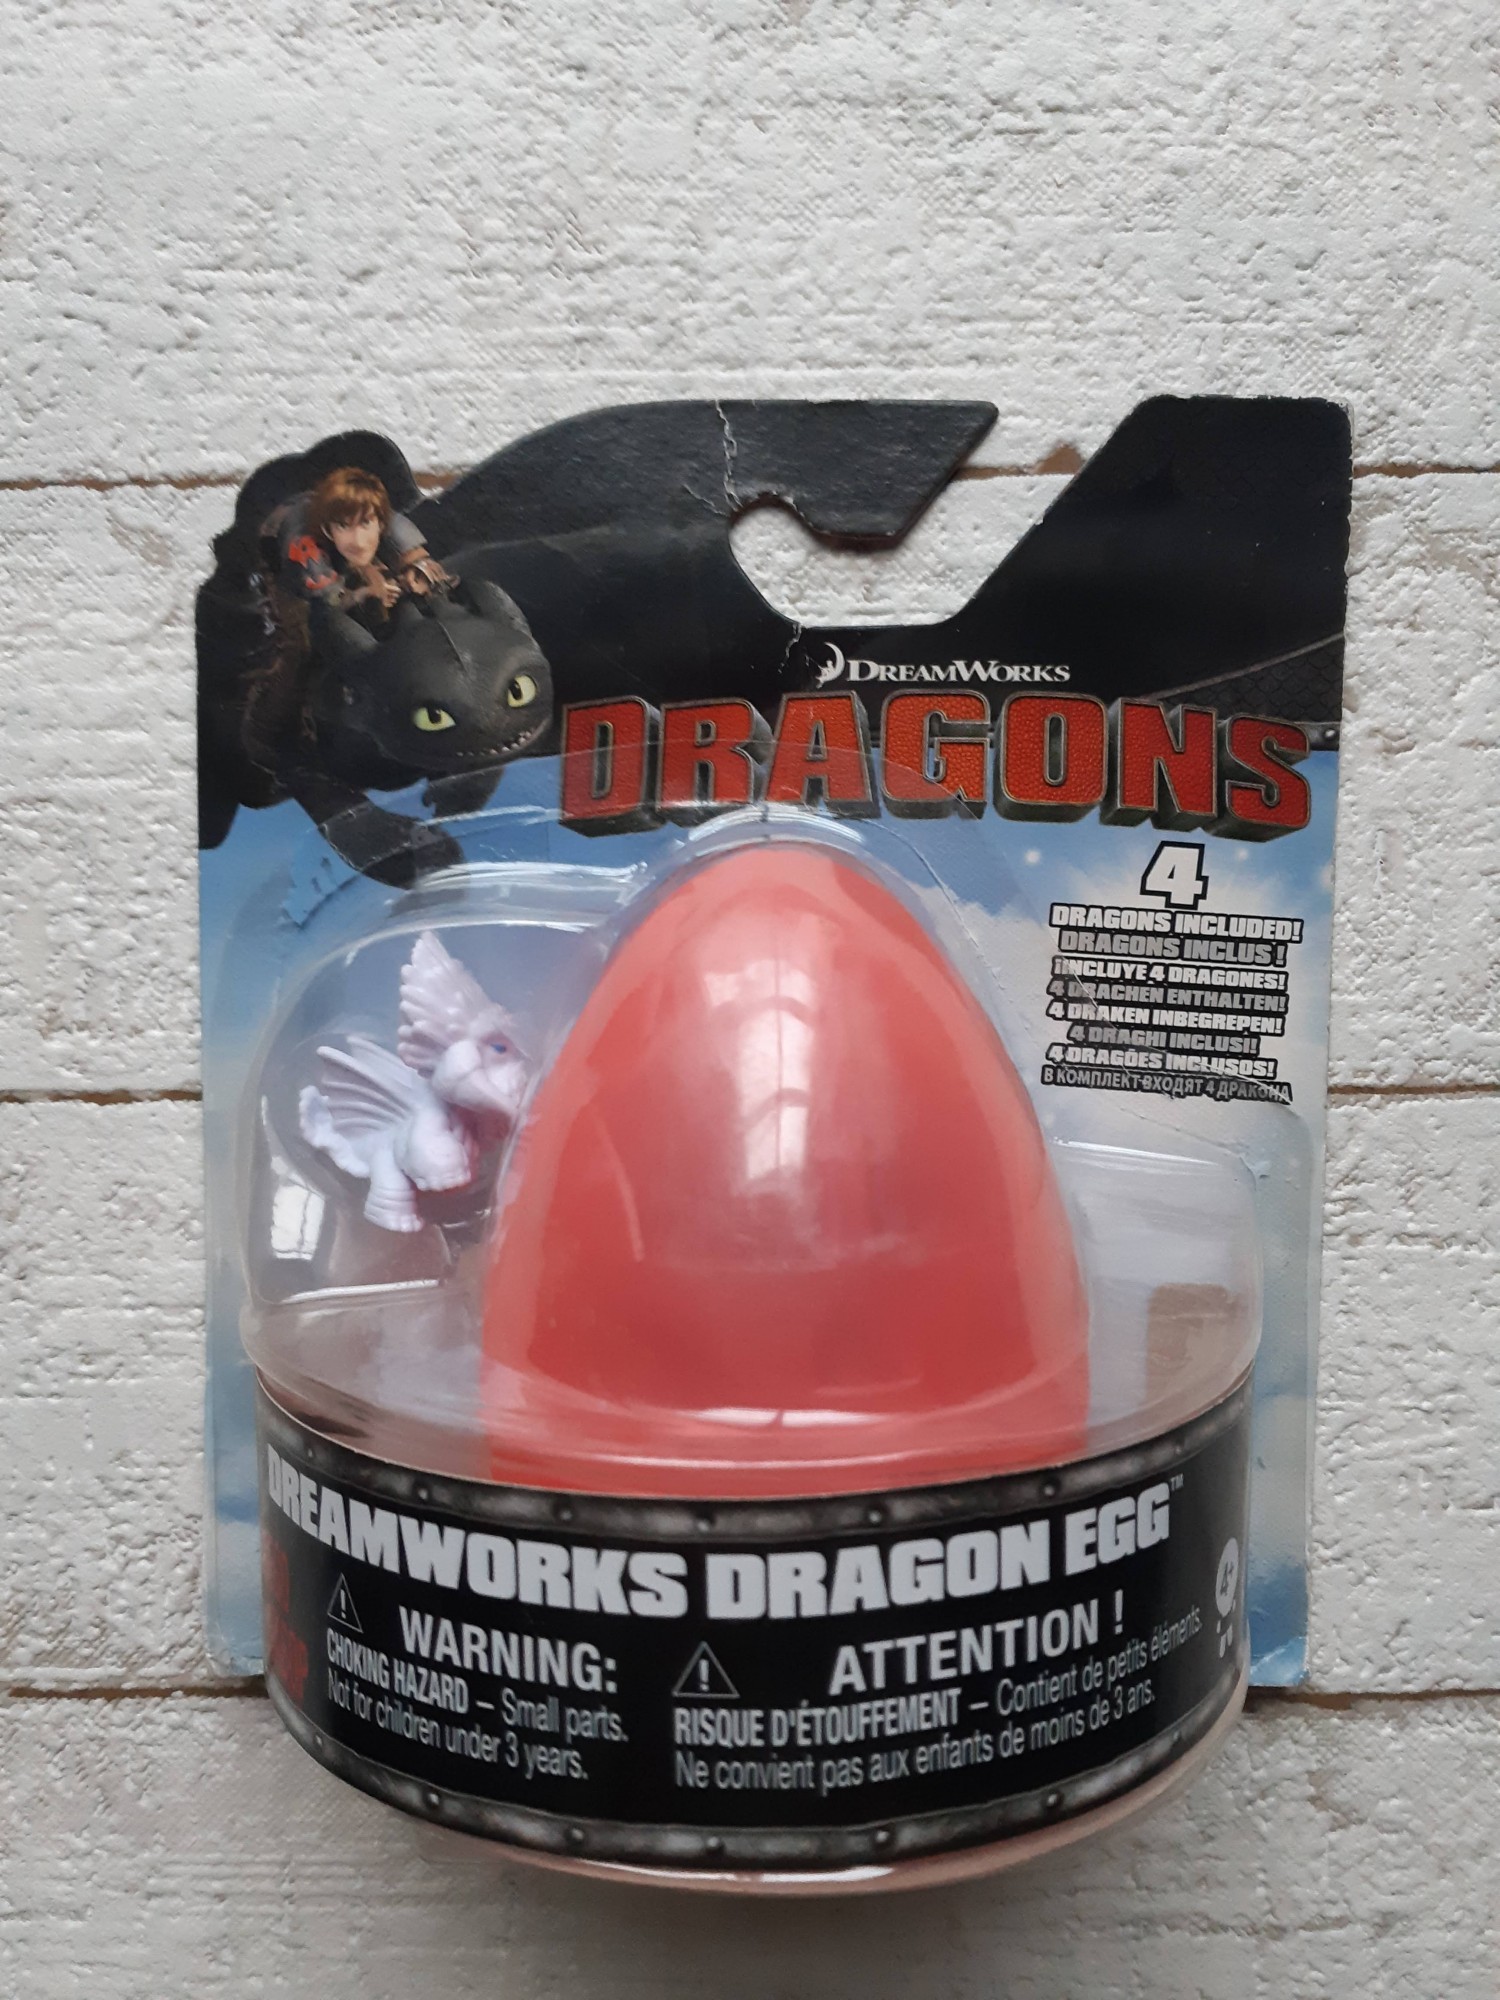 DREAMWORKS
DRAGONS
4
DRAGONS INCLUDED!
DRAGONS INCLUS !
¡INCLUYE 4 DRAGONES!
4 DRACHEN ENTHALTEN!
4 DRAKEN INBEGREPEN!
4 DRAGHI INCLUSI!
4 DRAGÕES INCLUSOS!
В КОМПЛЕКТ ВХОДЯТ 4 ДРАКОНА
DREAMWORKS DRAGON EGG™
4+
WARNING:
CHOKING HAZARD – Small parts.
Not for children under 3 years.
ATTENTION !
RISQUE D'ÉTOUFFEMENT – Contient de petits éléments.
Ne convient pas aux enfants de moins de 3 ans.